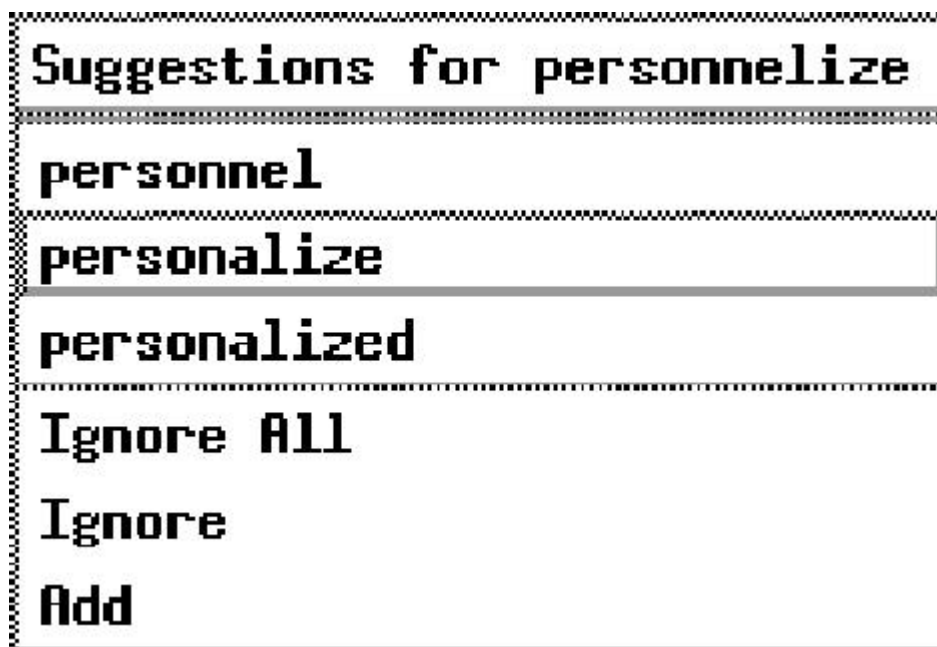 Suggestions for personnelize
personnel
personalize
personalized
Ignore All
Ignore
Add